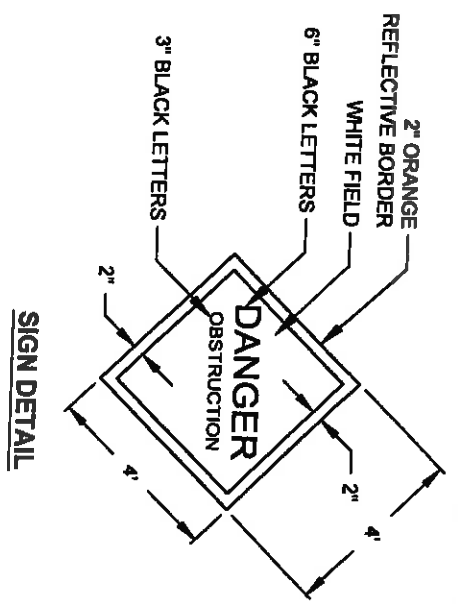 2" ORANGE
REFLECTIVE BORDER
WHITE FIELD
6" BLACK LETTERS
3" BLACK LETTERS
DANGER
OBSTRUCTION
2"
2"
4'
4'
SIGN DETAIL